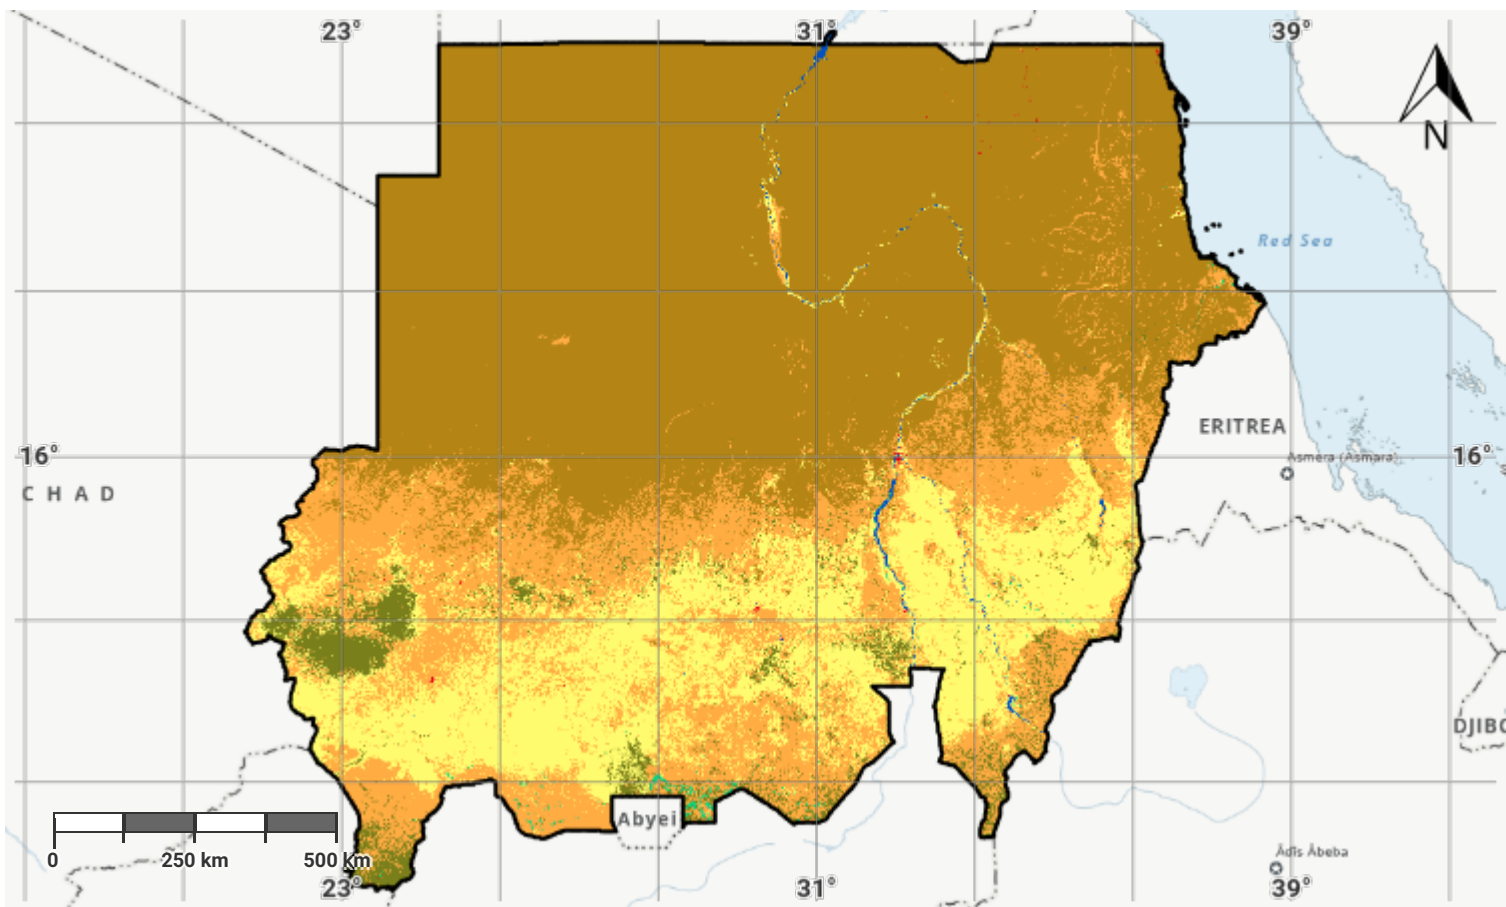 23° 31° 39°
N
Red Sea
ERITREA
16° 16°
Asmera (Asmara)
C H A D
DJIBO
Abyei
0 250 km 500 km
Ādīs Ābeba
23° 31° 39°